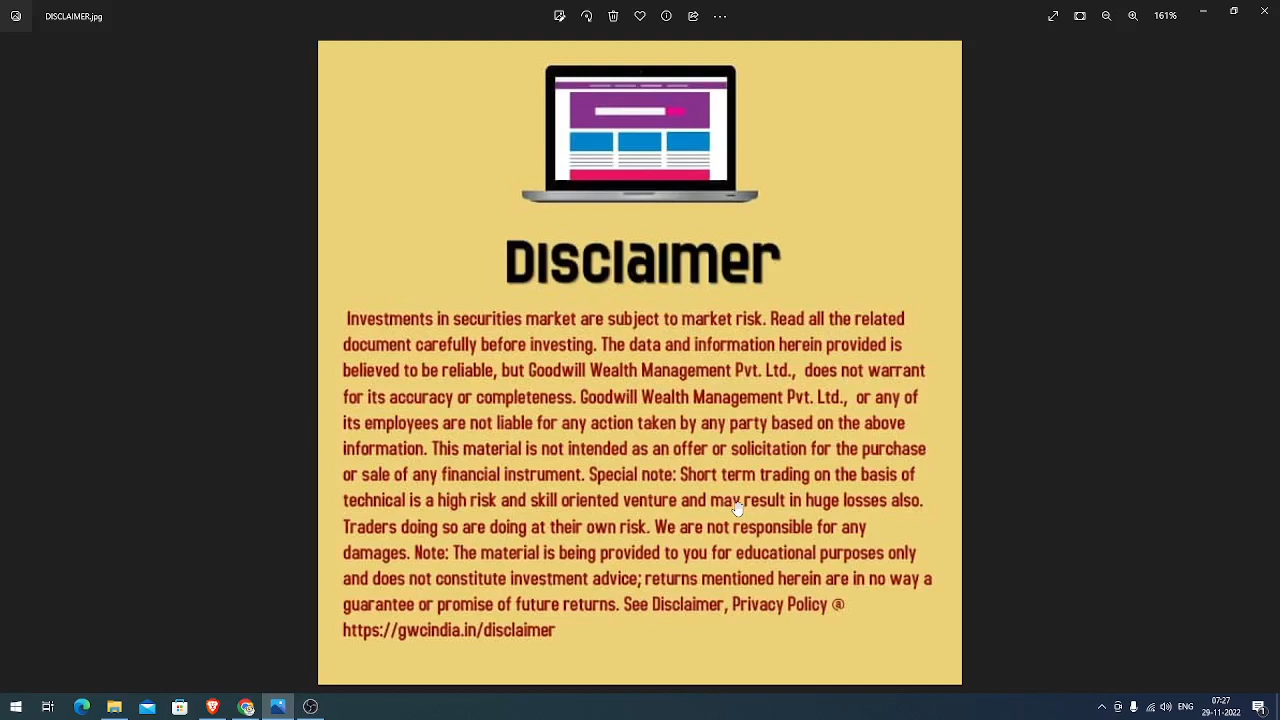 DISCLAIMER.jpg
Disclaimer
Investments in securities market are subject to market risk. Read all the related
document carefully before investing. The data and information herein provided is
believed to be reliable, but Goodwill Wealth Management Pvt. Ltd., does not warrant
for its accuracy or completeness. Goodwill Wealth Management Pvt. Ltd., or any of
its employees are not liable for any action taken by any party based on the above
information. This material is not intended as an offer or solicitation for the purchase
or sale of any financial instrument. Special note: Short term trading on the basis of
technical is a high risk and skill oriented venture and may result in huge losses also.
Traders doing so are doing at their own risk. We are not responsible for any
damages. Note: The material is being provided to you for educational purposes only
and does not constitute investment advice; returns mentioned herein are in no way a
guarantee or promise of future returns. See Disclaimer, Privacy Policy @
https://gwcindia.in/disclaimer
07:27
29-11-2022